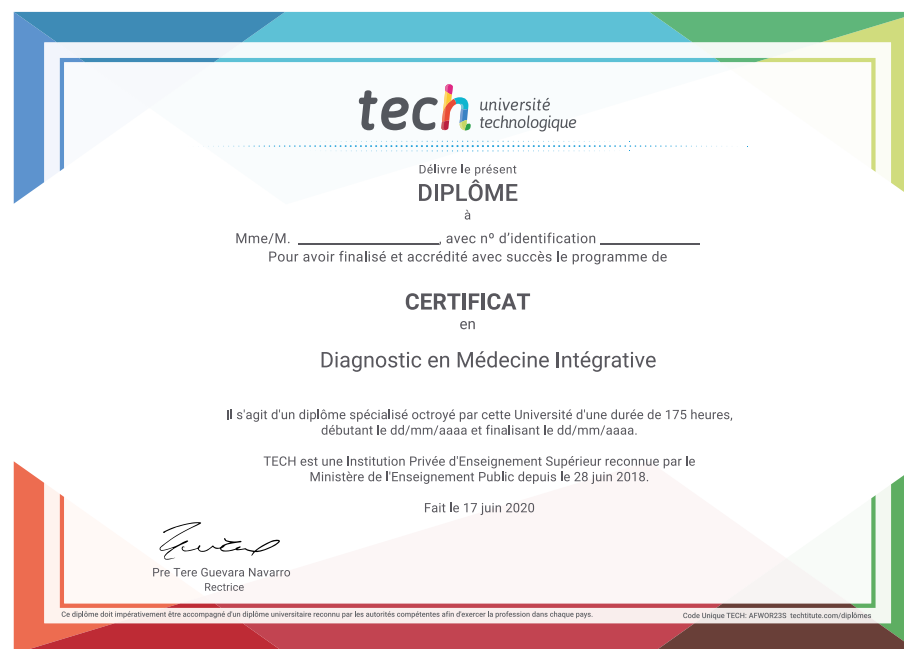 tech université
technologique
Délivre le présent
DIPLÔME
à
Mme/M. ____________________, avec nº d'identification ______________
Pour avoir finalisé et accrédité avec succès le programme de
CERTIFICAT
en
Diagnostic en Médecine Intégrative
Il s'agit d'un diplôme spécialisé octroyé par cette Université d'une durée de 175 heures,
débutant le dd/mm/aaaa et finalisant le dd/mm/aaaa.
TECH est une Institution Privée d'Enseignement Supérieur reconnue par le
Ministère de l'Enseignement Public depuis le 28 juin 2018.
Fait le 17 juin 2020
Pre Tere Guevara Navarro
Rectrice
Ce diplôme doit impérativement être accompagné d'un diplôme universitaire reconnu par les autorités compétentes afin d'exercer la profession dans chaque pays.
Code Unique TECH: AFWOR23S techtitute.com/diplômes